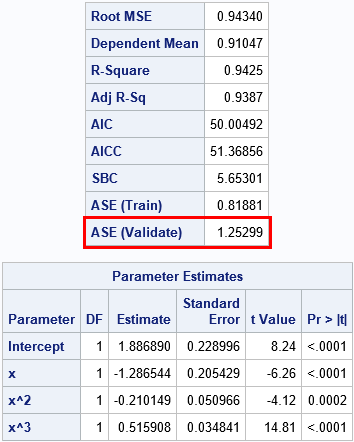 Root MSE 0.94340
Dependent Mean 0.91047
R-Square 0.9425
Adj R-Sq 0.9387
AIC 50.00492
AICC 51.36856
SBC 5.65301
ASE (Train) 0.81881
ASE (Validate) 1.25299
Parameter Estimates
Parameter DF Estimate Standard Error t Value Pr > |t|
Intercept 1 1.886890 0.228996 8.24 <.0001
x 1 -1.286544 0.205429 -6.26 <.0001
x^2 1 -0.210149 0.050966 -4.12 0.0002
x^3 1 0.515908 0.034841 14.81 <.0001